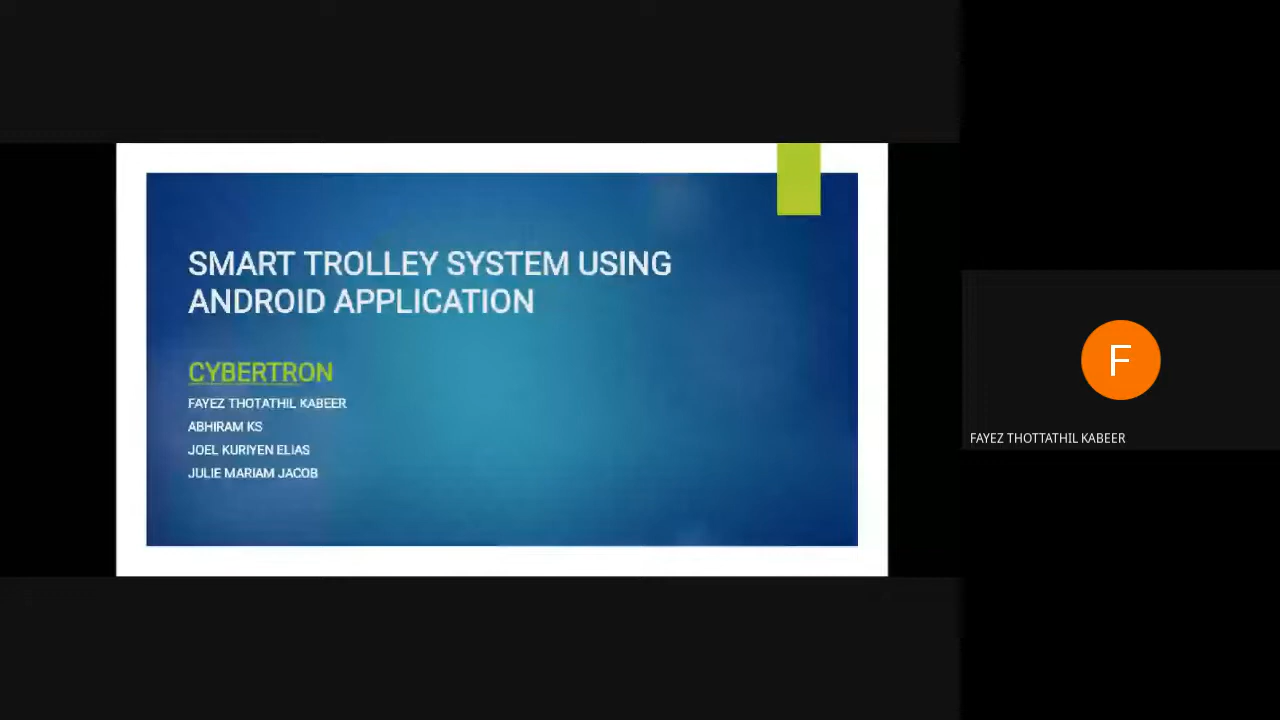 SMART TROLLEY SYSTEM USING
ANDROID APPLICATION
CYBERTRON
FAYEZ THOTATHIL KABEER
ABHIRAM KS
JOEL KURIYEN ELIAS
JULIE MARIAM JACOB
F
FAYEZ THOTTATHIL KABEER